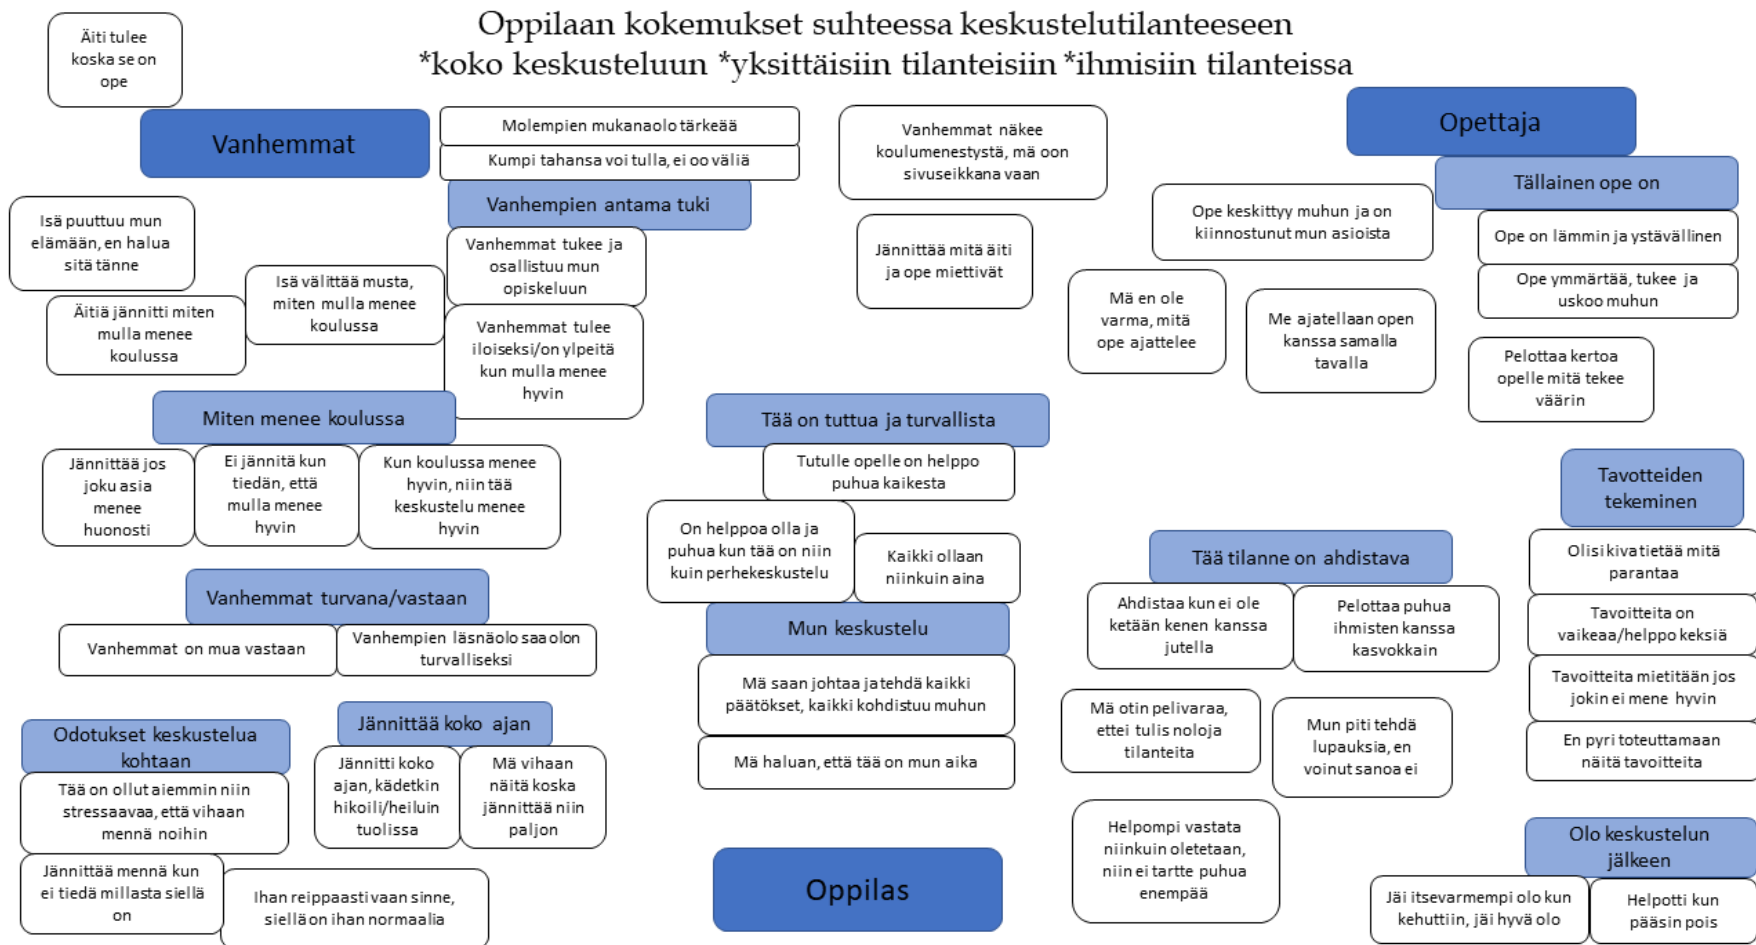 Oppilaan kokemukset suhteessa keskustelutilanteeseen
*koko keskusteluun *yksittäisiin tilanteisiin *ihmisiin tilanteissa
Äiti tulee
koska se on
ope
Vanhemmat
Molempien mukanaolo tärkeää
Kumpi tahansa voi tulla, ei oo väliä
Vanhempien antama tuki
Isä puuttuu mun
elämään, en halua
sitä tänne
Isä välittää musta,
miten mulla menee
koulussa
Äitiä jännitti miten
mulla menee
koulussa
Vanhemmat tukee ja
osallistuu mun
opiskeluun
Vanhemmat tulee
iloiseksi/on ylpeitä
kun mulla menee
hyvin
Vanhemmat näkee
koulumenestystä, mä oon
sivuseikkana vaan
Jännittää mitä äiti
ja ope miettivät
Opettaja
Tällainen ope on
Ope keskittyy muhun ja on
kiinnostunut mun asioista
Ope on lämmin ja ystävällinen
Ope ymmärtää, tukee ja
uskoo muhun
Mä en ole
varma, mitä
ope ajattelee
Me ajatellaan open
kanssa samalla
tavalla
Pelottaa kertoa
opelle mitä tekee
väärin
Miten menee koulussa
Jännittää jos
joku asia
menee
huonosti
Ei jännitä kun
tiedän, että
mulla menee
hyvin
Kun koulussa menee
hyvin, niin tää
keskustelu menee
hyvin
Tää on tuttua ja turvallista
Tutulle opelle on helppo
puhua kaikesta
On helppoa olla ja
puhua kun tää on niin
kuin perhekeskustelu
Kaikki ollaan
niinkuin aina
Tavotteiden
tekeminen
Olisi kiva tietää mitä
parantaa
Tavoitteita on
vaikeaa/helppo keksiä
Tavoitteita mietitään jos
jokin ei mene hyvin
En pyri toteuttamaan
näitä tavoitteita
Tää tilanne on ahdistava
Ahdistaa kun ei ole
ketään kenen kanssa
jutella
Pelottaa puhua
ihmisten kanssa
kasvokkain
Mä otin pelivaraa,
ettei tulis noloja
tilanteita
Mun piti tehdä
lupauksia, en
voinut sanoa ei
Helpompi vastata
niinkuin oletetaan,
niin ei tartte puhua
enempää
Vanhemmat turvana/vastaan
Vanhemmat on mua vastaan
Vanhempien läsnäolo saa olon
turvalliseksi
Mun keskustelu
Mä saan johtaa ja tehdä kaikki
päätökset, kaikki kohdistuu muhun
Mä haluan, että tää on mun aika
Odotukset keskustelua
kohtaan
Tää on ollut aiemmin niin
stressaavaa, että vihaan
mennä noihin
Jännittää mennä kun
ei tiedä millasta siellä
on
Ihan reippaasti vaan sinne,
siellä on ihan normaalia
Jännittää koko ajan
Jännitti koko
ajan, kädetkin
hikoili/heiluin
tuolissa
Mä vihaan
näitä koska
jännittää niin
paljon
Oppilas
Olo keskustelun
jälkeen
Jäi itsevarmempi olo kun
kehuttiin, jäi hyvä olo
Helpotti kun
pääsin pois